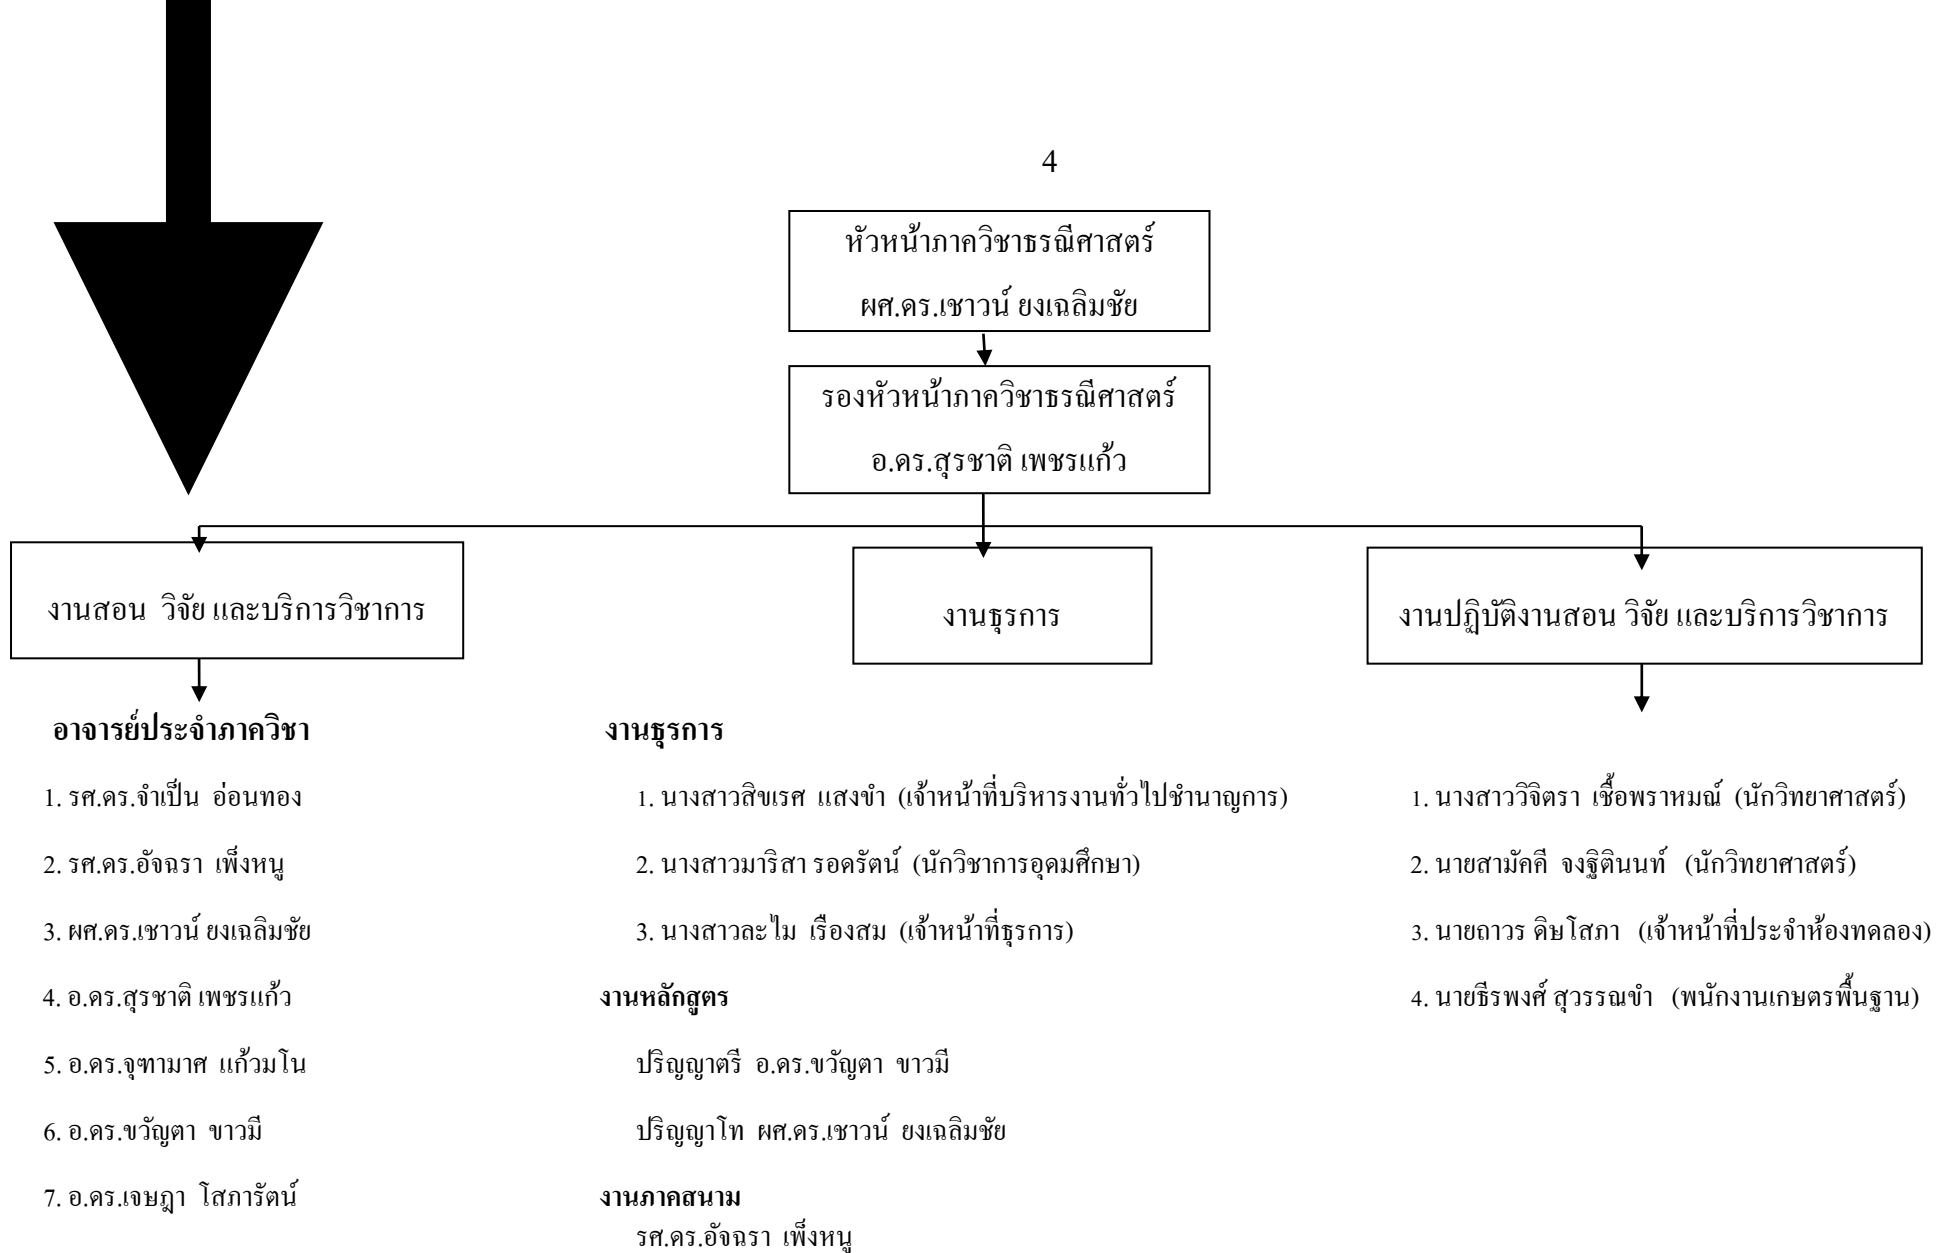 4
หัวหน้าภาควิชาธรณีศาสตร์
ผศ.ดร.เชาวน์ ยงเฉลิมชัย
รองหัวหน้าภาควิชาธรณีศาสตร์
อ.ดร.สุรชาติ เพชรแก้ว
งานสอน วิจัย และบริการวิชาการ
งานธุรการ
งานปฏิบัติงานสอน วิจัย และบริการวิชาการ
อาจารย์ประจำภาควิชา
1. รศ.ดร.จำเป็น อ่อนทอง
2. รศ.ดร.อัจฉรา เพ็งหนู
3. ผศ.ดร.เชาวน์ ยงเฉลิมชัย
4. อ.ดร.สุรชาติ เพชรแก้ว
5. อ.ดร.จุฑามาศ แก้วมโน
6. อ.ดร.ขวัญตา ขาวมี
7. อ.ดร.เจษฎา โสภารัตน์
งานธุรการ
1. นางสาวสิขเรศ แสงขำ (เจ้าหน้าที่บริหารงานทั่วไปชำนาญการ)
2. นางสาวมาริสา รอดรัตน์ (นักวิชาการอุดมศึกษา)
3. นางสาวละไม เรืองสม (เจ้าหน้าที่ธุรการ)
งานหลักสูตร
ปริญญาตรี อ.ดร.ขวัญตา ขาวมี
ปริญญาโท ผศ.ดร.เชาวน์ ยงเฉลิมชัย
งานภาคสนาม
รศ.ดร.อัจฉรา เพ็งหนู
1. นางสาววิจิตรา เชื้อพราหมณ์ (นักวิทยาศาสตร์)
2. นายสามัคคี จงฐิตินนท์ (นักวิทยาศาสตร์)
3. นายถาวร ดิษโสภา (เจ้าหน้าที่ประจำห้องทดลอง)
4. นายธีรพงศ์ สุวรรณขำ (พนักงานเกษตรพื้นฐาน)